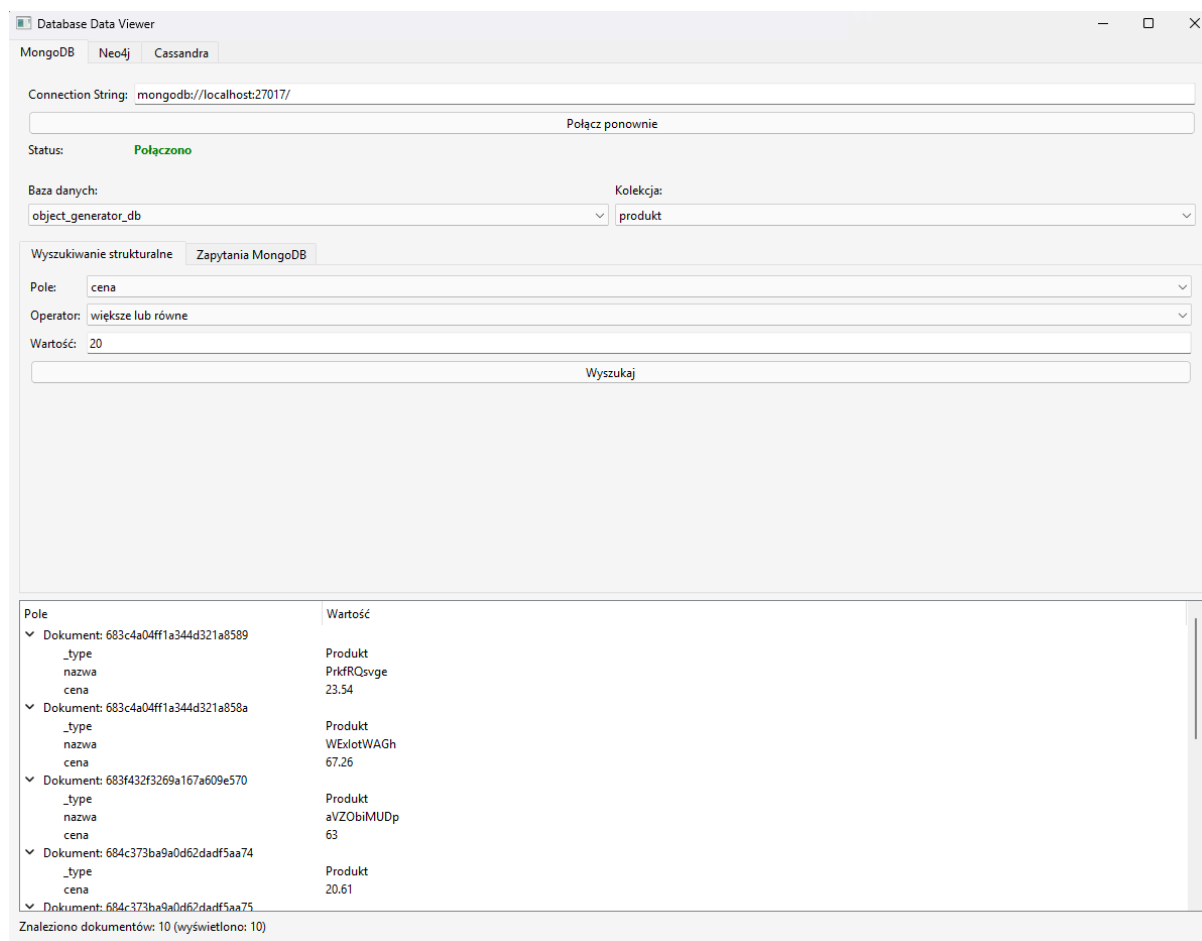 Database Data Viewer
MongoDB Neo4j Cassandra
Connection String: mongodb://localhost:27017/
Połącz ponownie
Status: Połączono
Baza danych: Kolekcja:
object_generator_db produkt
Wyszukiwanie strukturalne Zapytania MongoDB
Pole: cena
Operator: większe lub równe
Wartość: 20
Wyszukaj
Pole Wartość
Dokument: 683c4a04ff1a344d321a8589
_type Produkt
nazwa PrkfRQsvge
cena 23.54
Dokument: 683c4a04ff1a344d321a858a
_type Produkt
nazwa WExlotWAGh
cena 67.26
Dokument: 683f432f3269a167a609e570
_type Produkt
nazwa aVZObiMUDp
cena 63
Dokument: 684c373ba9a0d62dadf5aa74
_type Produkt
cena 20.61
Dokument: 684c373ba9a0d62dadf5aa75
Znaleziono dokumentów: 10 (wyświetlono: 10)